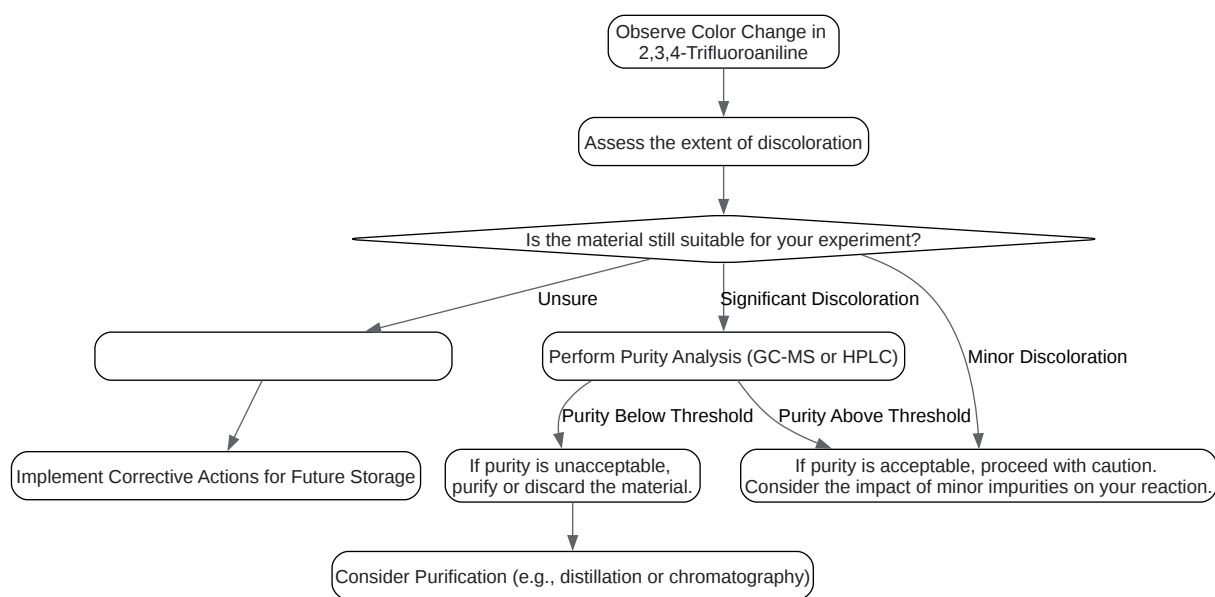 Observe Color Change in
2,3,4-Trifluoroaniline
Assess the extent of discoloration
Is the material still suitable for your experiment?
Unsure
Significant Discoloration
Minor Discoloration
Perform Purity Analysis (GC-MS or HPLC)
Purity Below Threshold
Purity Above Threshold
Implement Corrective Actions for Future Storage
If purity is unacceptable,
purify or discard the material.
If purity is acceptable, proceed with caution.
Consider the impact of minor impurities on your reaction.
Consider Purification (e.g., distillation or chromatography)